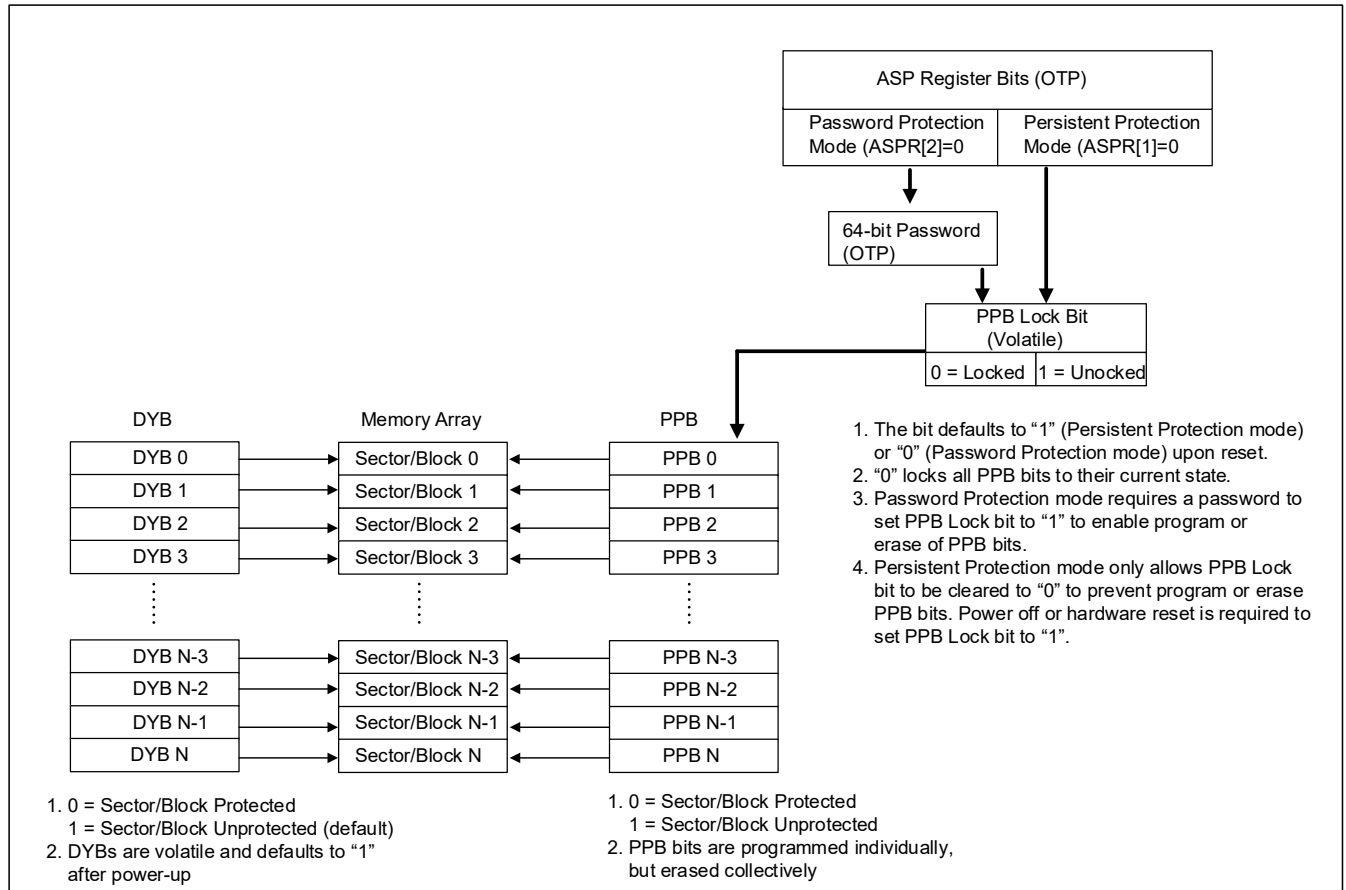 ASP Register Bits (OTP)
Password Protection
Mode (ASPR[2]=0
Persistent Protection
Mode (ASPR[1]=0
64-bit Password
(OTP)
PPB Lock Bit
(Volatile)
0 = Locked
1 = Unocked
1. The bit defaults to “1” (Persistent Protection mode)
or “0” (Password Protection mode) upon reset.
2. “0” locks all PPB bits to their current state.
3. Password Protection mode requires a password to
set PPB Lock bit to “1” to enable program or
erase of PPB bits.
4. Persistent Protection mode only allows PPB Lock
bit to be cleared to “0” to prevent program or erase
PPB bits. Power off or hardware reset is required to
set PPB Lock bit to “1”.
DYB Memory Array PPB
DYB 0 Sector/Block 0 PPB 0
DYB 1 Sector/Block 1 PPB 1
DYB 2 Sector/Block 2 PPB 2
DYB 3 Sector/Block 3 PPB 3
DYB N-3 Sector/Block N-3 PPB N-3
DYB N-2 Sector/Block N-2 PPB N-2
DYB N-1 Sector/Block N-1 PPB N-1
DYB N Sector/Block N PPB N
1. 0 = Sector/Block Protected
1 = Sector/Block Unprotected (default)
2. DYBs are volatile and defaults to “1”
after power-up
1. 0 = Sector/Block Protected
1 = Sector/Block Unprotected
2. PPB bits are programmed individually,
but erased collectively